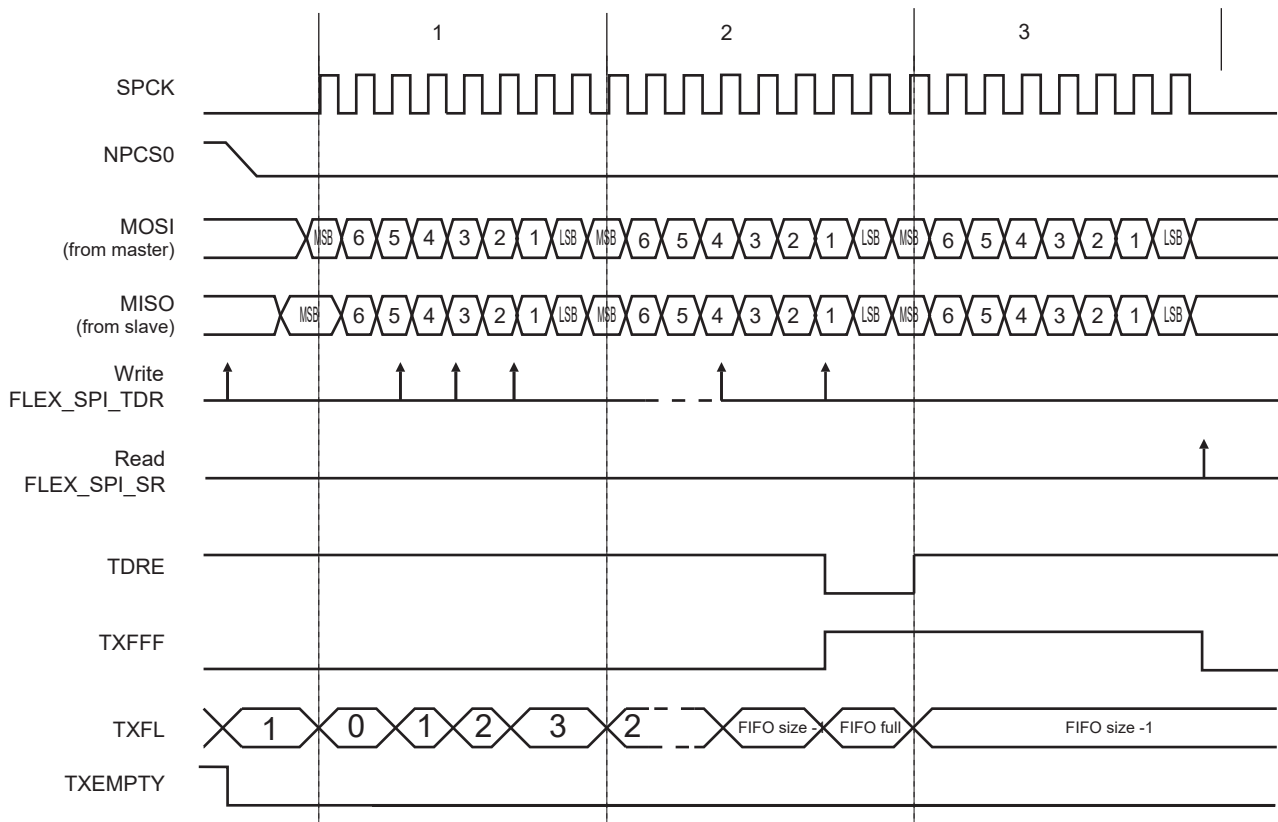 1 2 3
SPCK
NPCS0
MOSI
(from master)
MSB 6 5 4 3 2 1 LSB MSB 6 5 4 3 2 1 LSB MSB 6 5 4 3 2 1 LSB
MISO
(from slave)
MSB 6 5 4 3 2 1 LSB MSB 6 5 4 3 2 1 LSB MSB 6 5 4 3 2 1 LSB
Write
FLEX_SPI_TDR
Read
FLEX_SPI_SR
TDRE
TXFFF
TXFL 1 0 1 2 3 2 FIFO size -1 FIFO full FIFO size -1
TXEMPTY